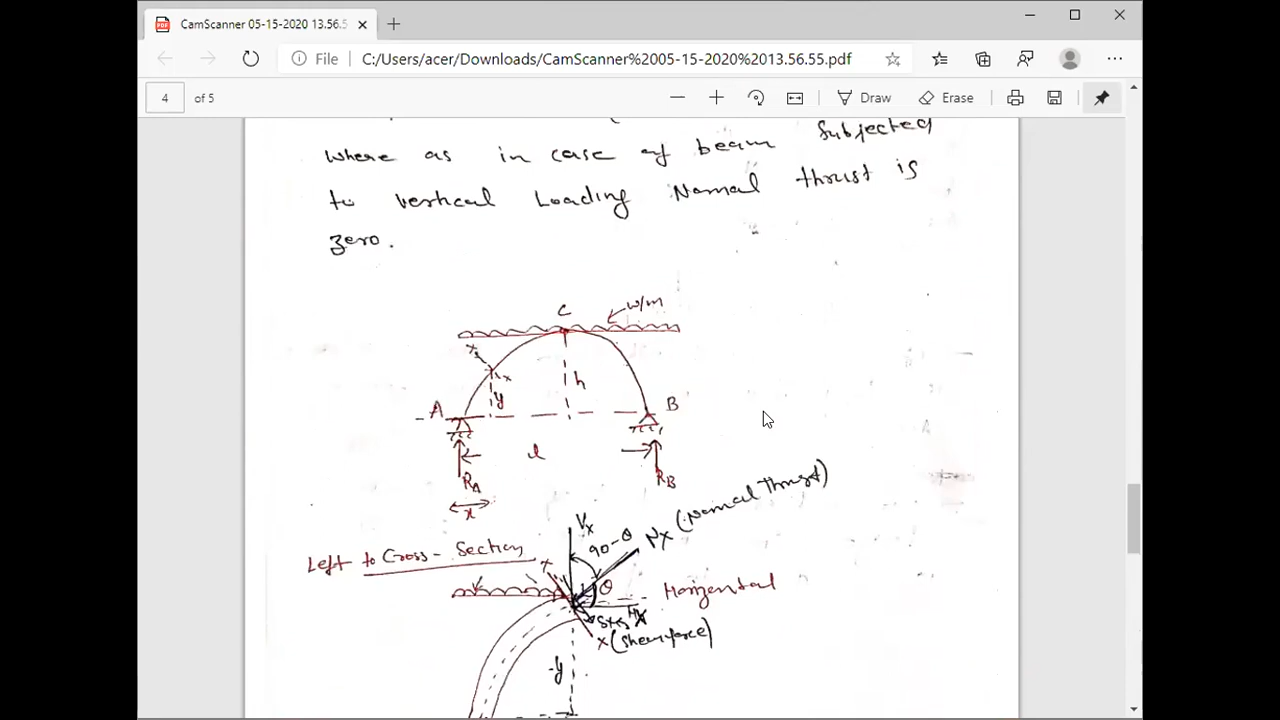 CamScanner 05-15-2020 13.56.5
File C:/Users/acer/Downloads/CamScanner%2005-15-2020%2013.56.55.pdf
4 of 5
Draw
Erase
where as in case of beam subjected
to vertical Loading Normal thrust is
zero.
C
w/m
x
x
h
y
A
B
l
RA
RB
x
Vx
90-θ
Nx (Normal Thrust)
Left to Cross-Section
x
θ
Horizontal
Hx
x (Shear force)
y